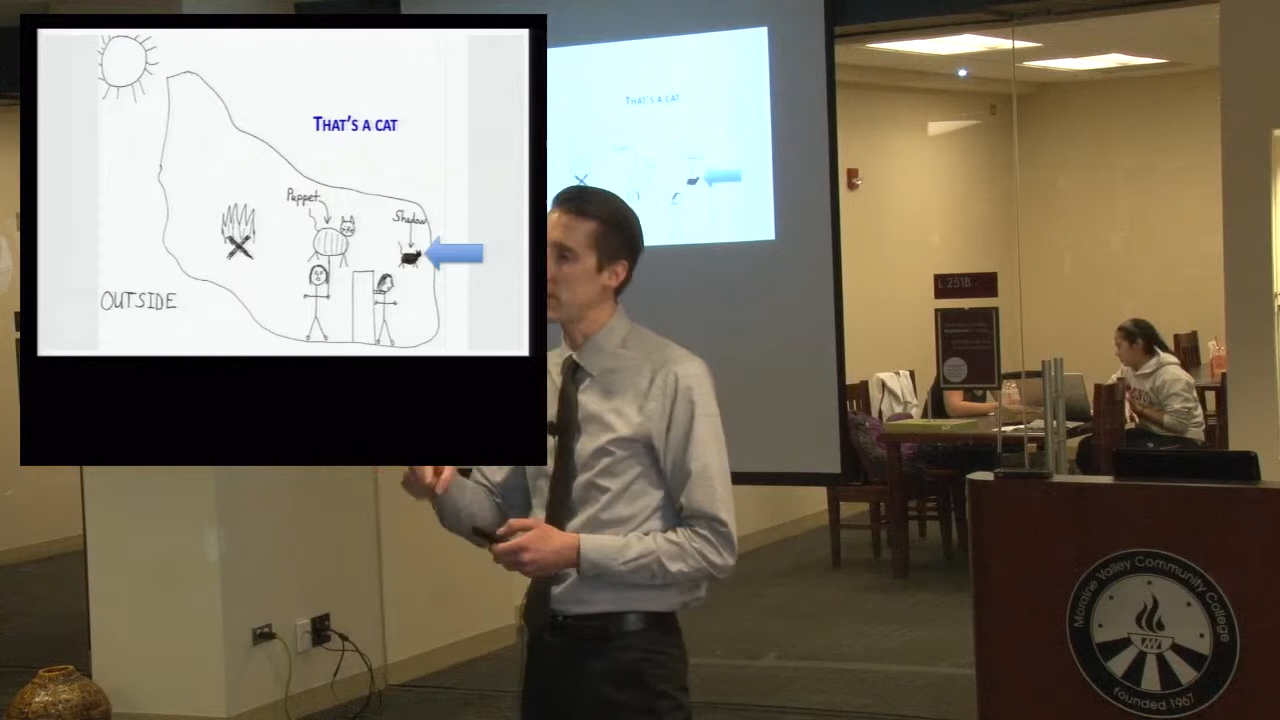 THAT'S A CAT
Puppet
Shadow
OUTSIDE
THAT'S A CAT
L 251B
Moraine Valley Community College
founded 1967